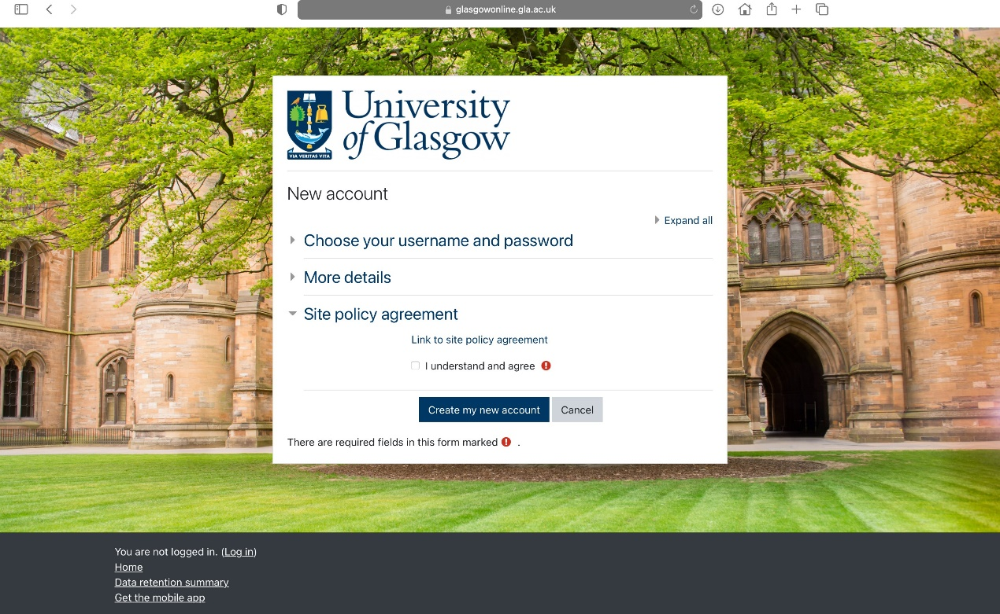 glasgowonline.gla.ac.uk
University
of Glasgow
VIA VERITAS VITA
New account
Expand all
Choose your username and password
More details
Site policy agreement
Link to site policy agreement
I understand and agree
Create my new account Cancel
There are required fields in this form marked .
You are not logged in. (Log in)
Home
Data retention summary
Get the mobile app